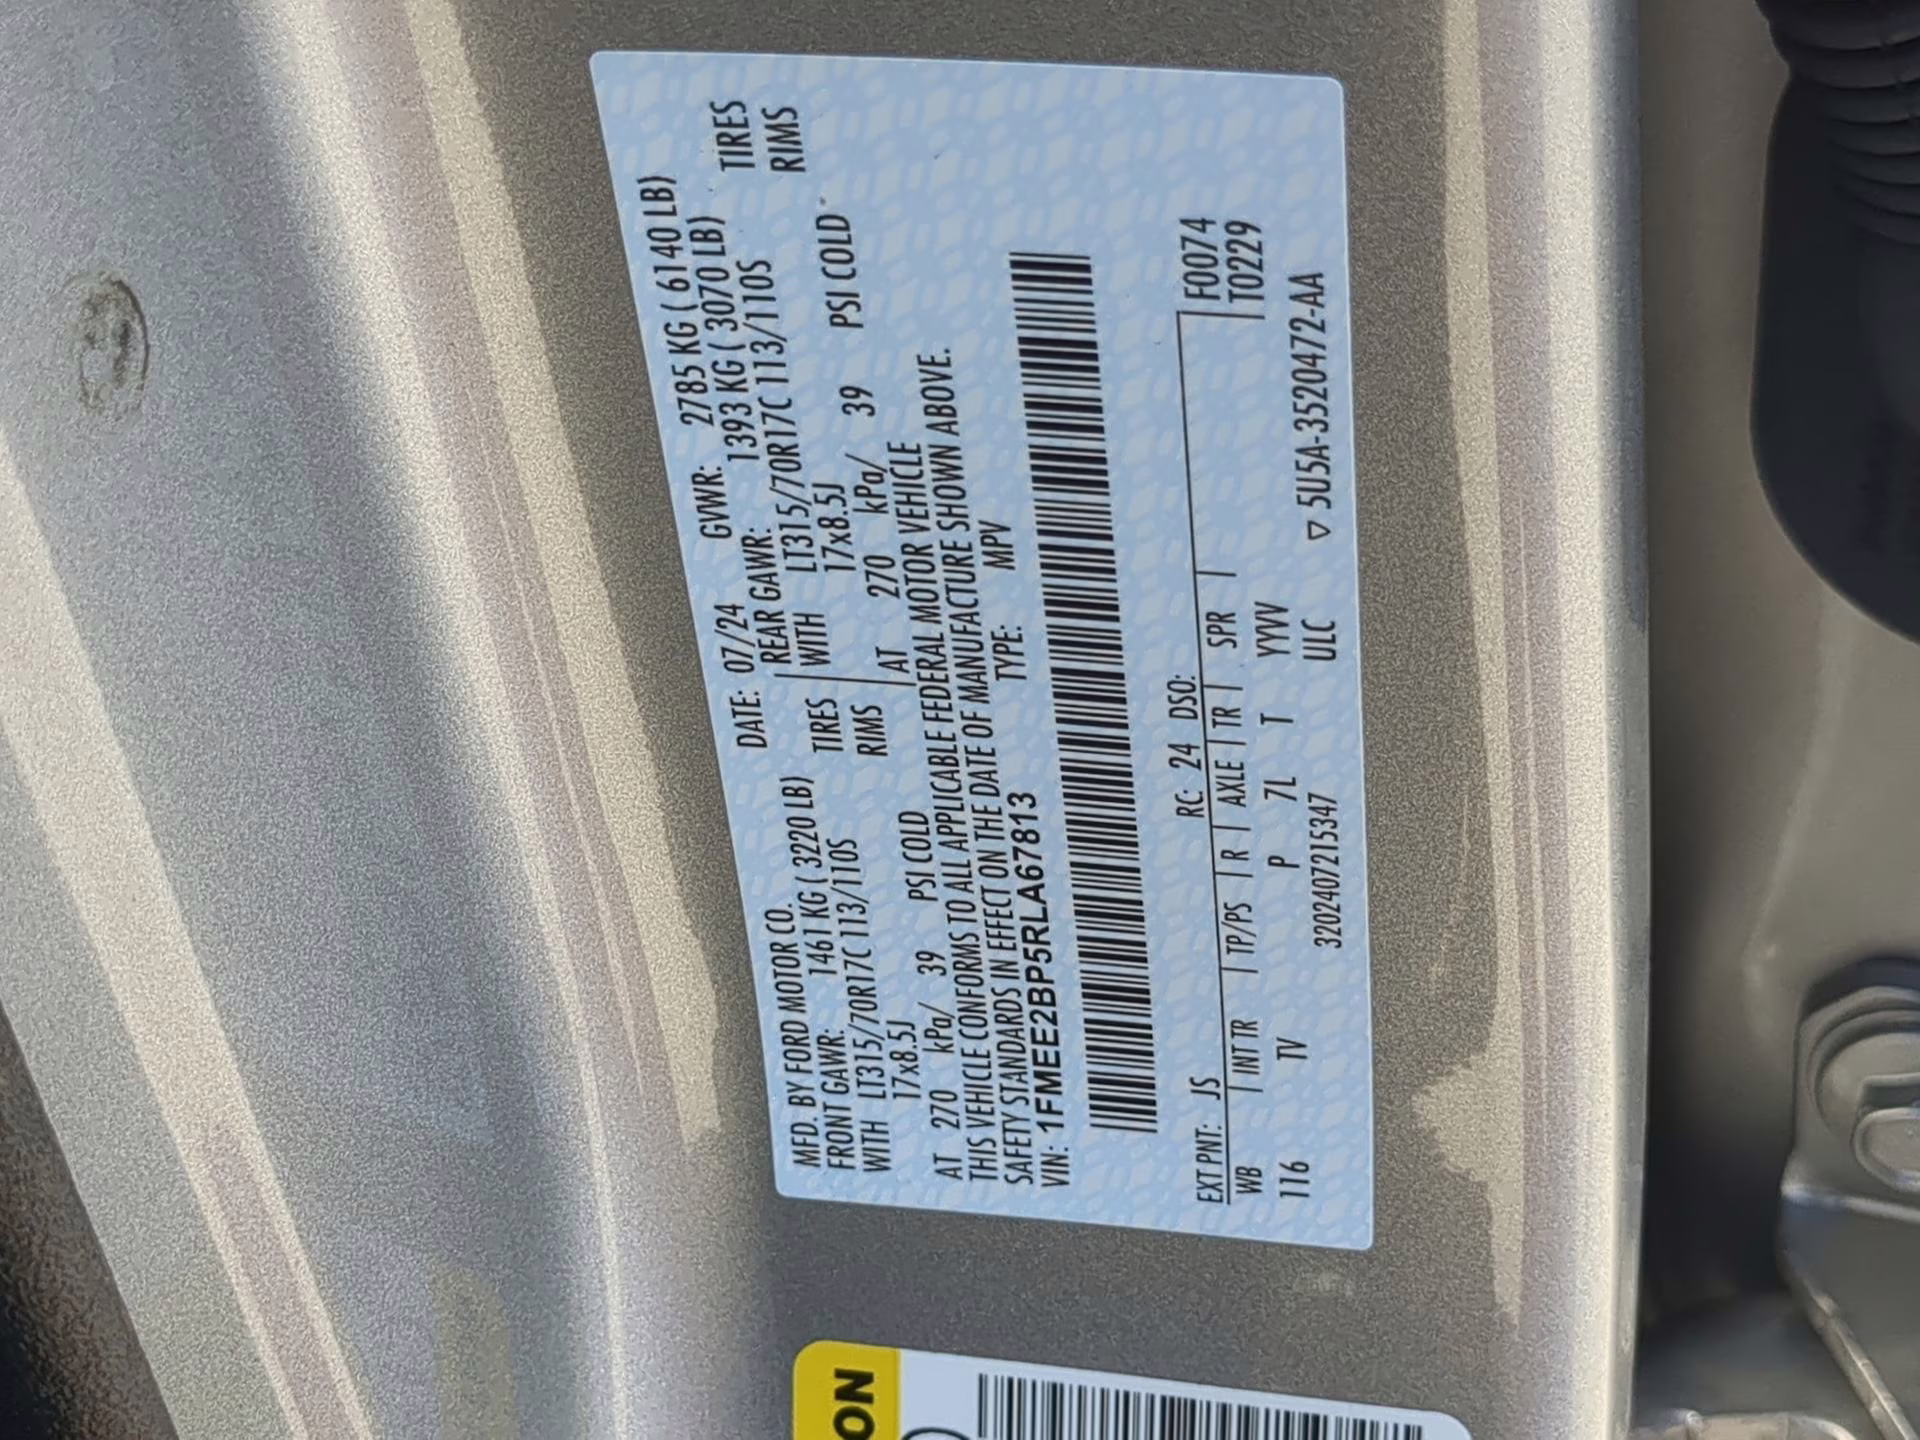 MFD. BY FORD MOTOR CO.
DATE: 07/24 GVWR: 2785 KG ( 6140 LB)
FRONT GAWR: 1461 KG ( 3220 LB) REAR GAWR: 1393 KG ( 3070 LB)
WITH LT315/70R17C 113/110S TIRES WITH LT315/70R17C 113/110S TIRES
17x8.5J RIMS 17x8.5J RIMS
AT 270 kPa/ 39 PSI COLD AT 270 kPa/ 39 PSI COLD
THIS VEHICLE CONFORMS TO ALL APPLICABLE FEDERAL MOTOR VEHICLE
SAFETY STANDARDS IN EFFECT ON THE DATE OF MANUFACTURE SHOWN ABOVE.
VIN: 1FMEE2BP5RLA67813 TYPE: MPV
EXT PNT: JS RC: 24 DSO: F0074
WB INT TR TP/PS R AXLE TR SPR T0229
116 TV P 7L T YYVV
3202407215347 ULC ▽ 5U5A-3520472-AA
ON